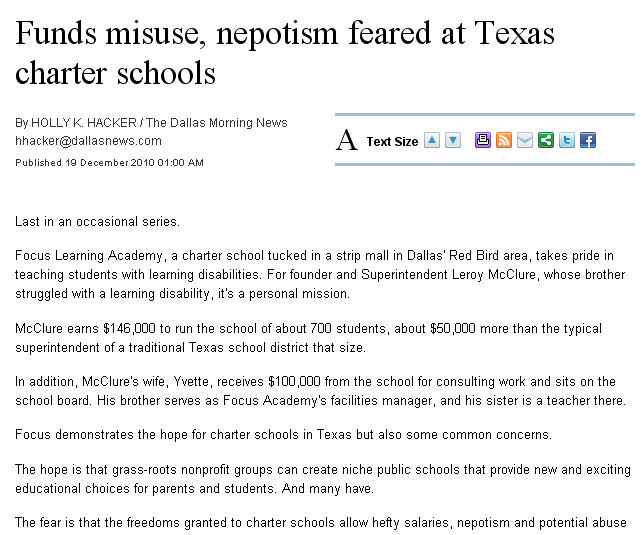 Funds misuse, nepotism feared at Texas
charter schools
By HOLLY K. HACKER / The Dallas Morning News
hhacker@dallasnews.com
Published 19 December 2010 01:00 AM
A Text Size
Last in an occasional series.
Focus Learning Academy, a charter school tucked in a strip mall in Dallas' Red Bird area, takes pride in
teaching students with learning disabilities. For founder and Superintendent Leroy McClure, whose brother
struggled with a learning disability, it's a personal mission.
McClure earns $146,000 to run the school of about 700 students, about $50,000 more than the typical
superintendent of a traditional Texas school district that size.
In addition, McClure's wife, Yvette, receives $100,000 from the school for consulting work and sits on the
school board. His brother serves as Focus Academy's facilities manager, and his sister is a teacher there.
Focus demonstrates the hope for charter schools in Texas but also some common concerns.
The hope is that grass-roots nonprofit groups can create niche public schools that provide new and exciting
educational choices for parents and students. And many have.
The fear is that the freedoms granted to charter schools allow hefty salaries, nepotism and potential abuse